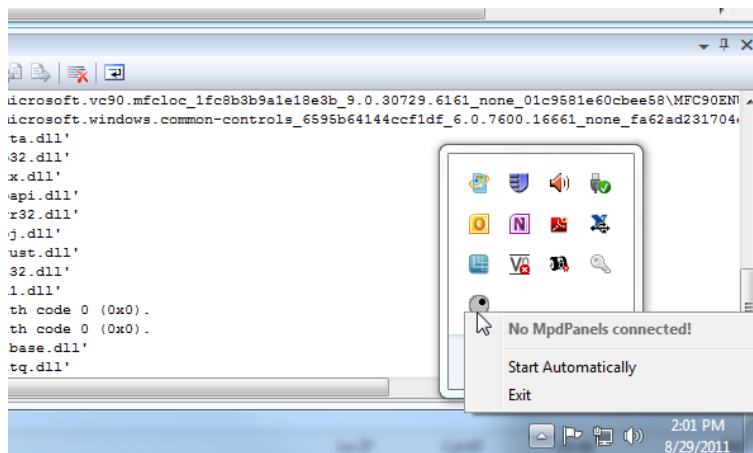 microsoft.vc90.mfcloc_1fc8b3b9a1e18e3b_9.0.30729.6161_none_01c9581e60cbee58\MFC90ENU
microsoft.windows.common-controls_6595b64144ccf1df_6.0.7600.16661_none_fa62ad231704
ta.dll'
32.dll'
x.dll'
api.dll'
r32.dll'
j.dll'
ust.dll'
32.dll'
1.dll'
th code 0 (0x0).
th code 0 (0x0).
base.dll'
tq.dll'
No MpdPanels connected!
Start Automatically
Exit
2:01 PM
8/29/2011